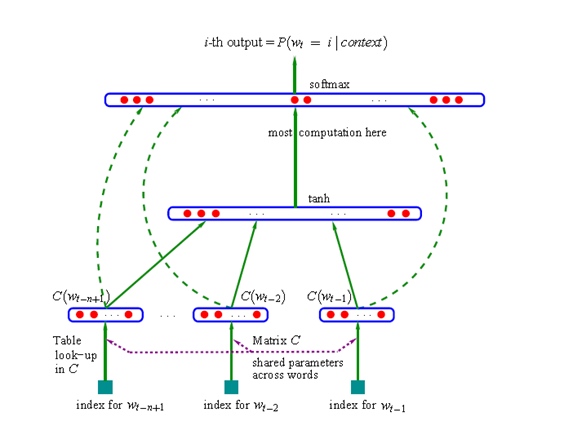 i-th output = P(w_t = i | context)
softmax
. . .
. . .
most computation here
tanh
. . .
. . .
C(w_{t−n+1})
C(w_{t−2})
C(w_{t−1})
. . .
. . .
. . .
. . .
Table
look−up
in C
Matrix C
shared parameters
across words
index for w_{t−n+1}
index for w_{t−2}
index for w_{t−1}